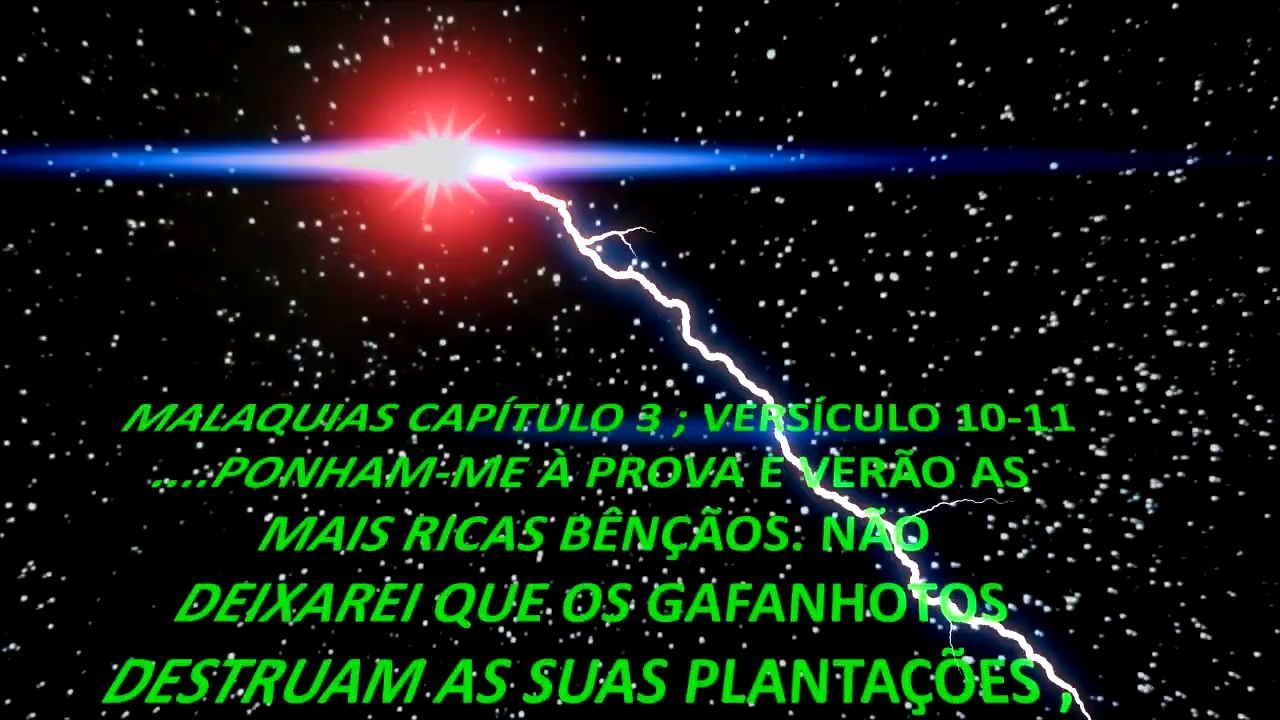 MALAQUIAS CAPÍTULO 3 ; VERSÍCULO 10-11
....PONHAM-ME À PROVA E VERÃO AS
MAIS RICAS BÊNÇÃOS. NÃO
DEIXAREI QUE OS GAFANHOTOS
DESTRUAM AS SUAS PLANTAÇÕES ,